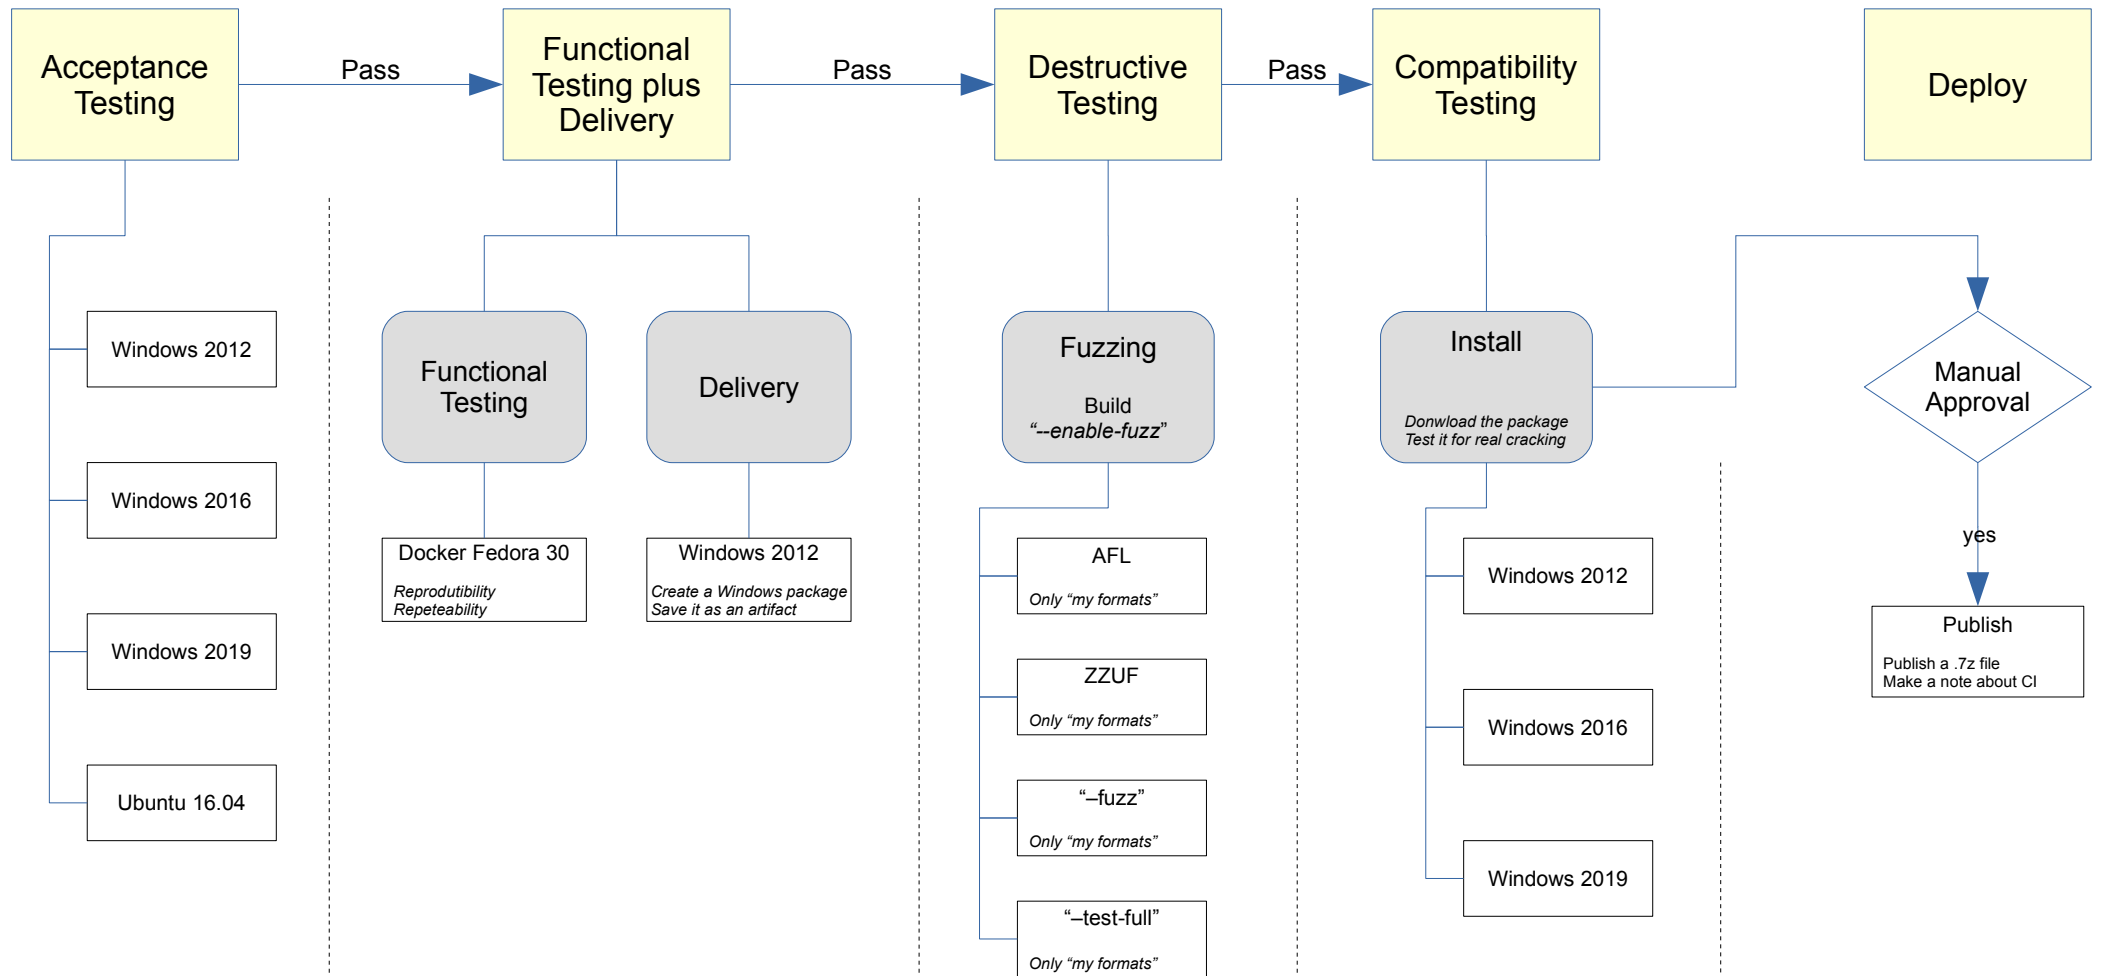 Acceptance
Testing
Pass
Functional
Testing plus
Delivery
Pass
Destructive
Testing
Pass
Compatibility
Testing
Deploy
Windows 2012
Windows 2016
Windows 2019
Ubuntu 16.04
Functional
Testing
Docker Fedora 30
Reprodutibility
Repeteability
Delivery
Windows 2012
Create a Windows package
Save it as an artifact
Fuzzing
Build
“--enable-fuzz”
AFL
Only “my formats”
ZZUF
Only “my formats”
“–fuzz”
Only “my formats”
“–test-full”
Only “my formats”
Install
Donwload the package
Test it for real cracking
Windows 2012
Windows 2016
Windows 2019
Manual
Approval
yes
Publish
Publish a .7z file
Make a note about CI